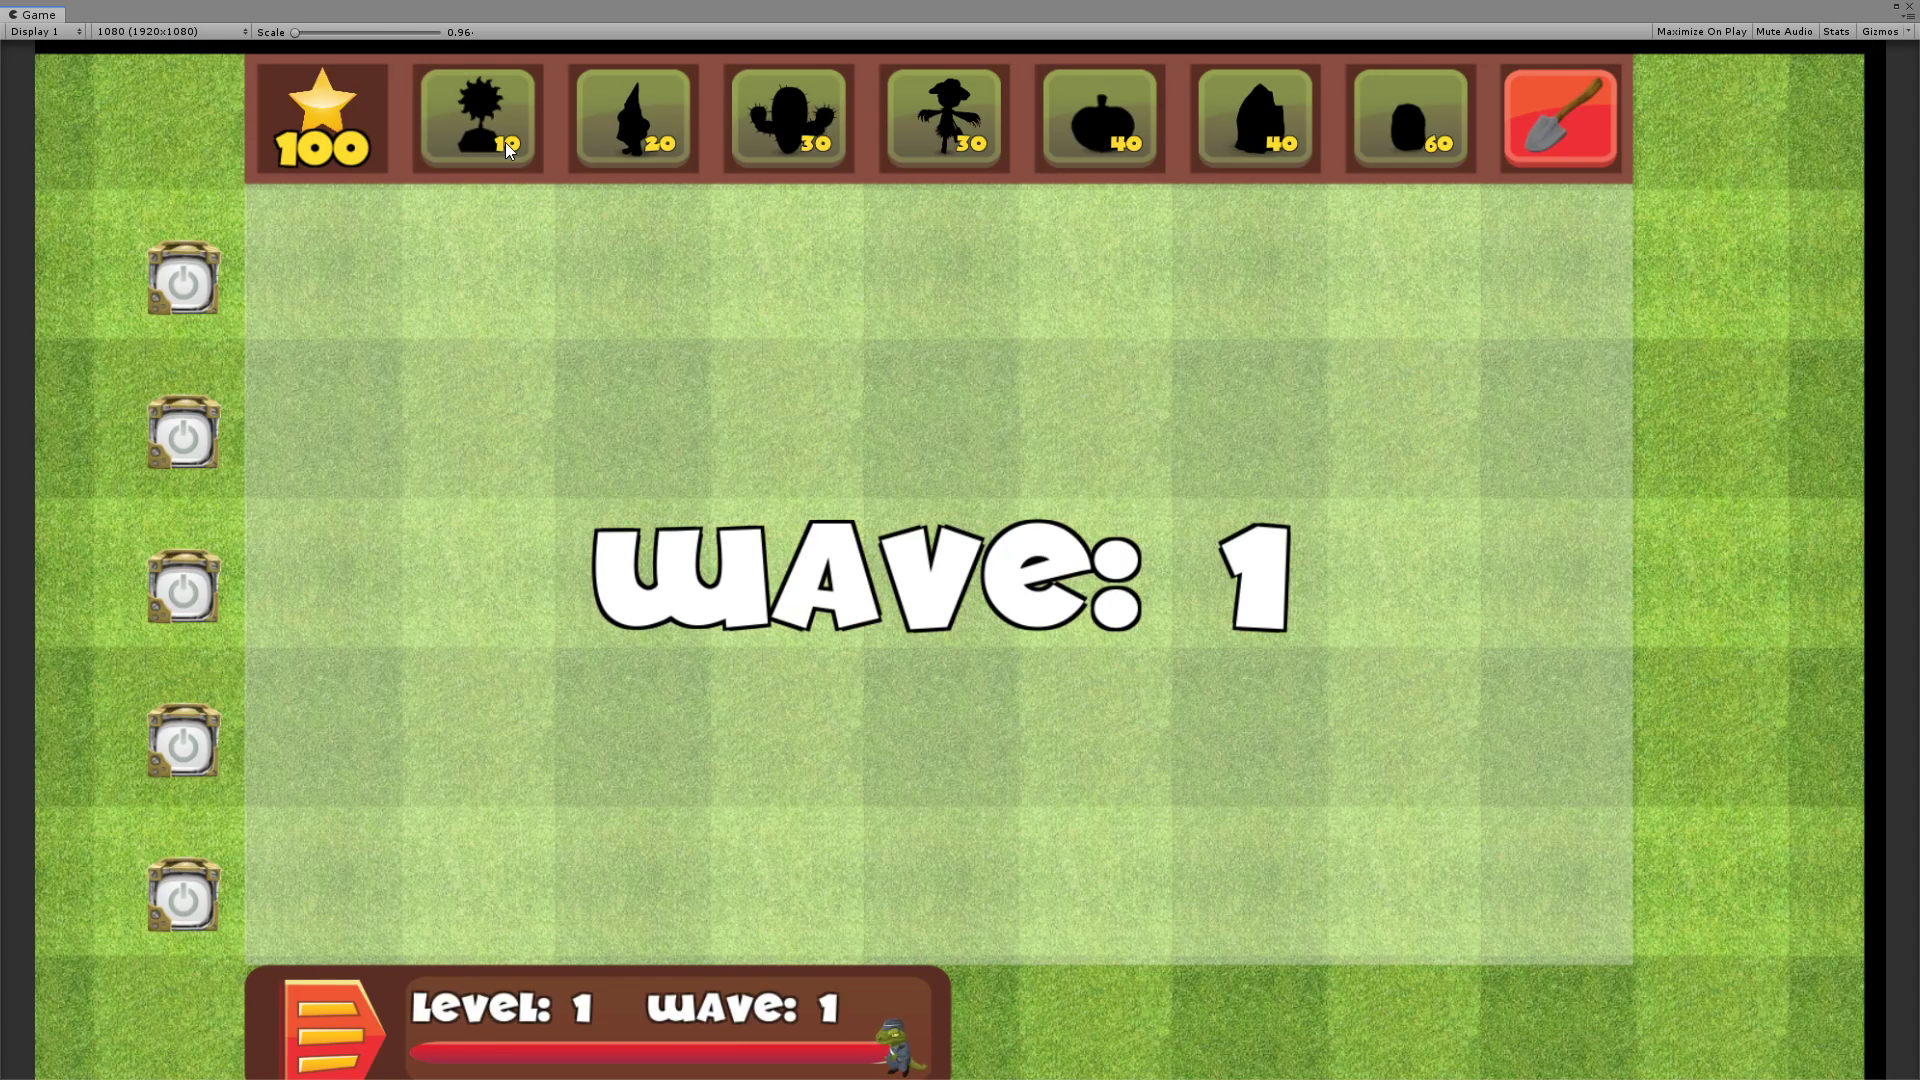 Game
Display 1 1080 (1920x1080) Scale 0.96 Maximize On Play Mute Audio Stats Gizmos
100 10 20 30 30 40 40 60
WAVE: 1
LEVEL: 1 WAVE: 1